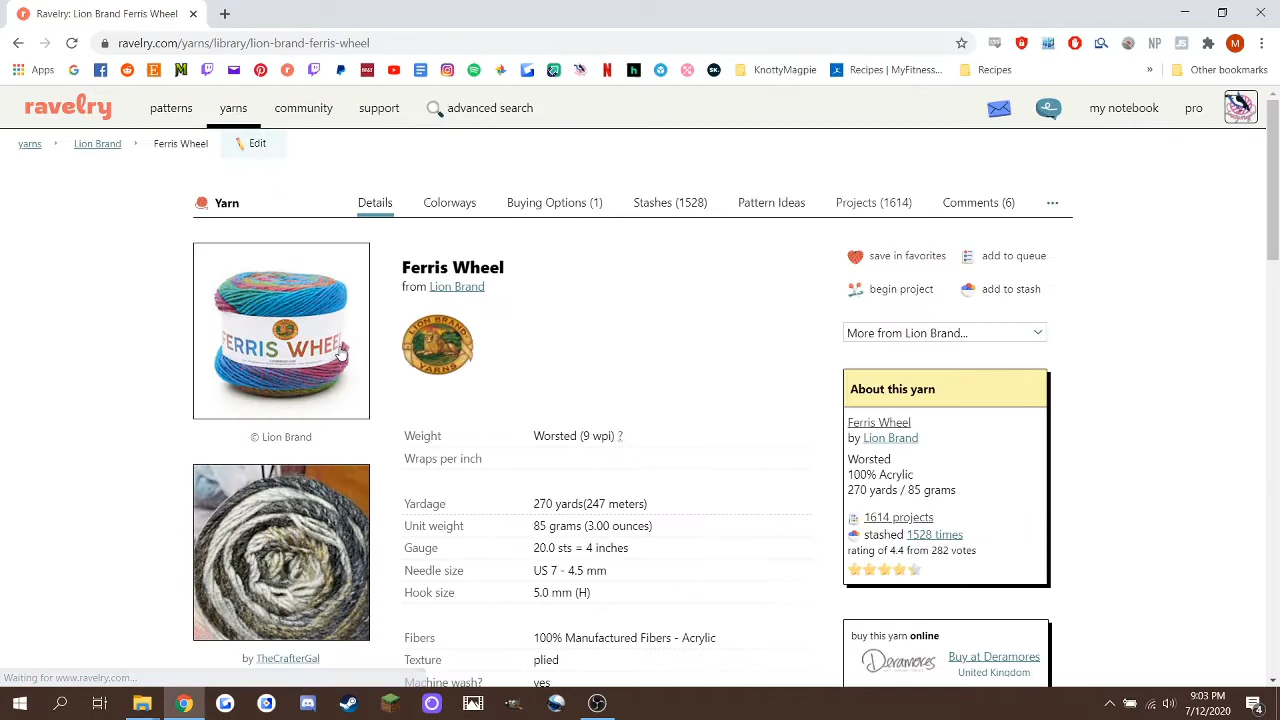 Ravelry: Lion Brand Ferris Wheel
ravelry.com/yarns/library/lion-brand-ferris-wheel
Apps
KnottyMagpie
Recipes | MyFitness...
Recipes
Other bookmarks
ravelry
patterns
yarns
community
support
advanced search
my notebook
pro
yarns
Lion Brand
Ferris Wheel
Edit
Yarn
Details
Colorways
Buying Options (1)
Stashes (1528)
Pattern Ideas
Projects (1614)
Comments (6)
FERRIS WHEEL
© Lion Brand
by TheCrafterGal
Ferris Wheel
from Lion Brand
LION BRAND
YARNS
Weight Worsted (9 wpi) ?
Wraps per inch
Yardage 270 yards(247 meters)
Unit weight 85 grams (3.00 ounces)
Gauge 20.0 sts = 4 inches
Needle size US 7 - 4.5 mm
Hook size 5.0 mm (H)
Fibers 100% Manufactured Fibers - Acrylic
Texture plied
Machine wash? yes
save in favorites
add to queue
begin project
add to stash
More from Lion Brand...
About this yarn
Ferris Wheel
by Lion Brand
Worsted
100% Acrylic
270 yards / 85 grams
1614 projects
stashed 1528 times
rating of 4.4 from 282 votes
buy this yarn online
Deramores
Buy at Deramores
United Kingdom
Waiting for www.ravelry.com...
9:03 PM
7/12/2020